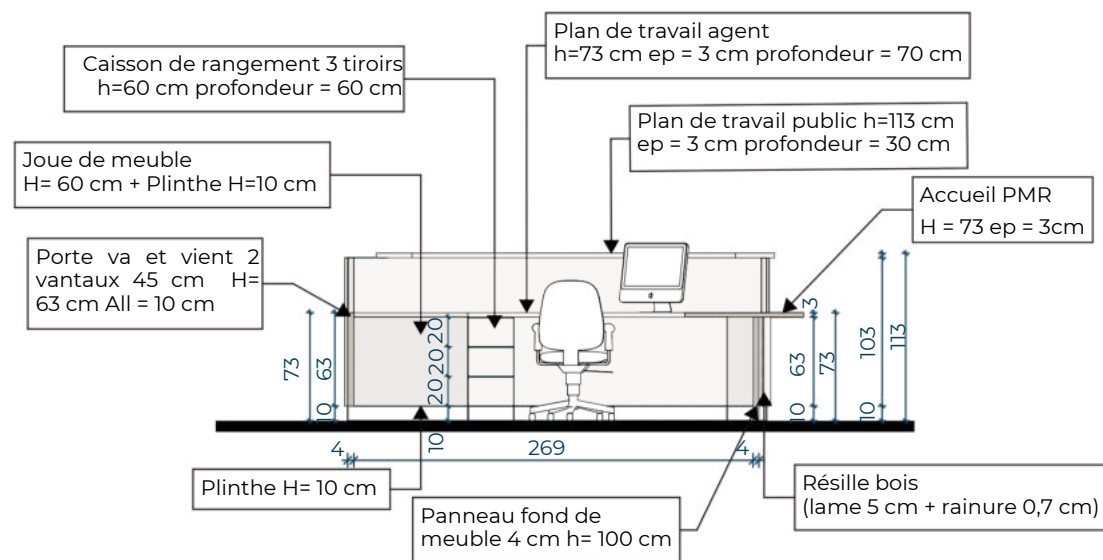 Plan de travail agent
h=73 cm ep = 3 cm profondeur = 70 cm
Caisson de rangement 3 tiroirs
h=60 cm profondeur = 60 cm
Plan de travail public h=113 cm
ep = 3 cm profondeur = 30 cm
Joue de meuble
H= 60 cm + Plinthe H=10 cm
Accueil PMR
H = 73 ep = 3cm
Porte va et vient 2
vantaux 45 cm H=
63 cm All = 10 cm
73
63
10
20
20
20
10
3
63
73
10
103
10
113
4
269
4
Plinthe H= 10 cm
Panneau fond de
meuble 4 cm h= 100 cm
Résille bois
(lame 5 cm + rainure 0,7 cm)